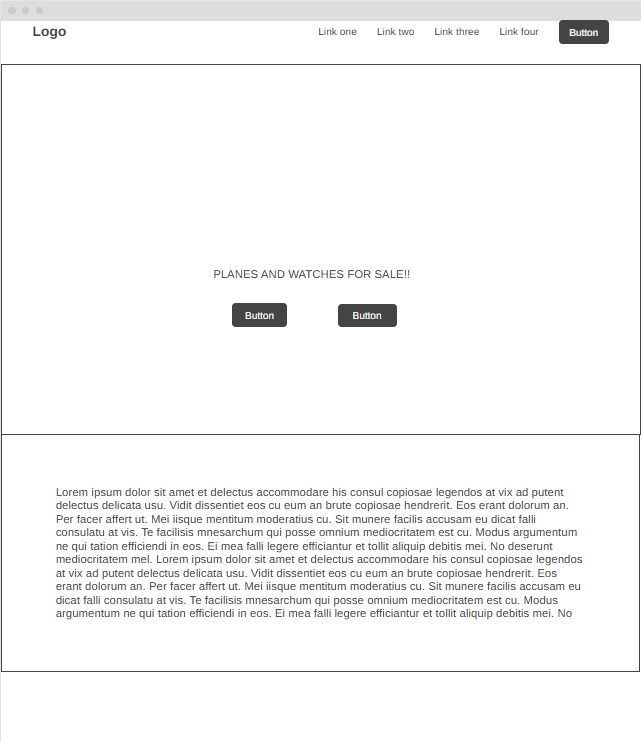 Logo
Link one Link two Link three Link four Button
PLANES AND WATCHES FOR SALE!!
Button Button
Lorem ipsum dolor sit amet et delectus accommodare his consul copiosae legendos at vix ad putent
delectus delicata usu. Vidit dissentiet eos cu eum an brute copiosae hendrerit. Eos erant dolorum an.
Per facer affert ut. Mei iisque mentitum moderatius cu. Sit munere facilis accusam eu dicat falli
consulatu at vis. Te facilisis mnesarchum qui posse omnium mediocritatem est cu. Modus argumentum
ne qui tation efficiendi in eos. Ei mea falli legere efficiantur et tollit aliquip debitis mei. No deserunt
mediocritatem mel. Lorem ipsum dolor sit amet et delectus accommodare his consul copiosae legendos
at vix ad putent delectus delicata usu. Vidit dissentiet eos cu eum an brute copiosae hendrerit. Eos
erant dolorum an. Per facer affert ut. Mei iisque mentitum moderatius cu. Sit munere facilis accusam eu
dicat falli consulatu at vis. Te facilisis mnesarchum qui posse omnium mediocritatem est cu. Modus
argumentum ne qui tation efficiendi in eos. Ei mea falli legere efficiantur et tollit aliquip debitis mei. No